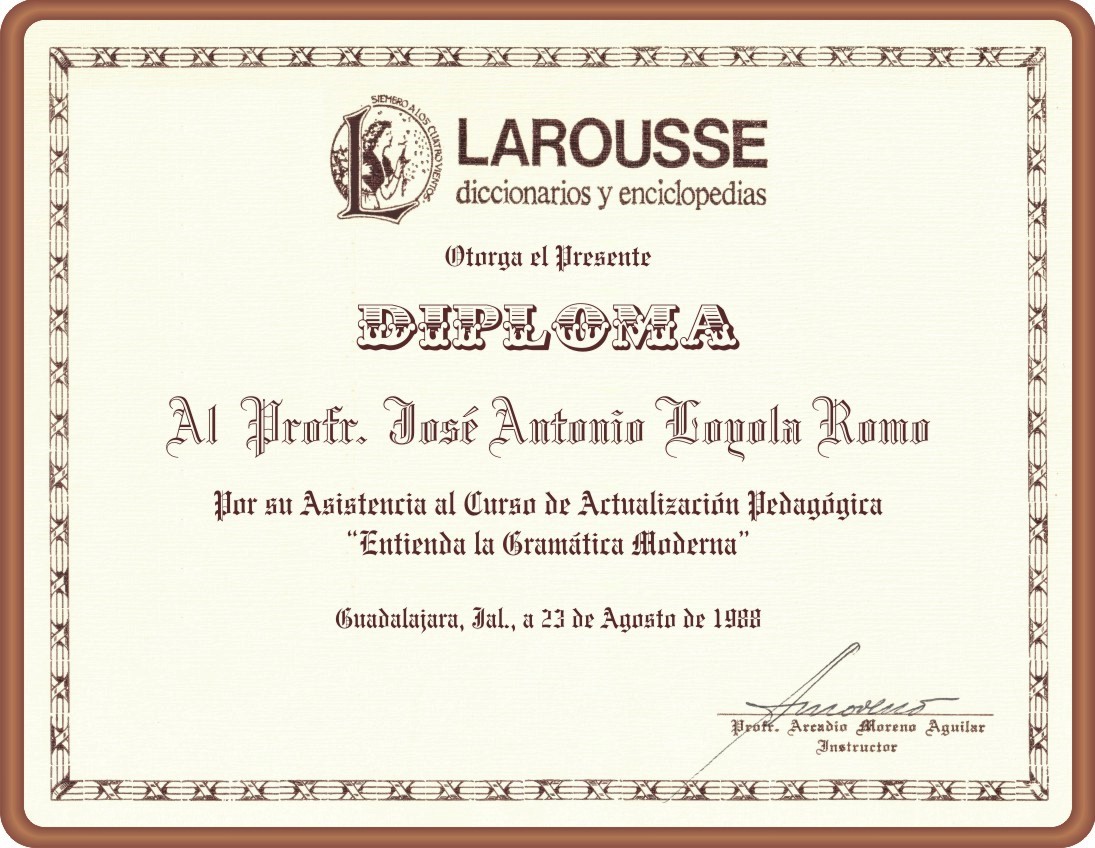 SIEMBRO A LOS CUATRO VIENTOS
LAROUSSE
diccionarios y enciclopedias
Otorga el Presente
DIPLOMA
Al Profr. José Antonio Loyola Romo
Por su Asistencia al Curso de Actualización Pedagógica
“Entienda la Gramática Moderna”
Guadalajara, Jal., a 23 de Agosto de 1988
Profr. Arcadio Moreno Aguilar
Instructor